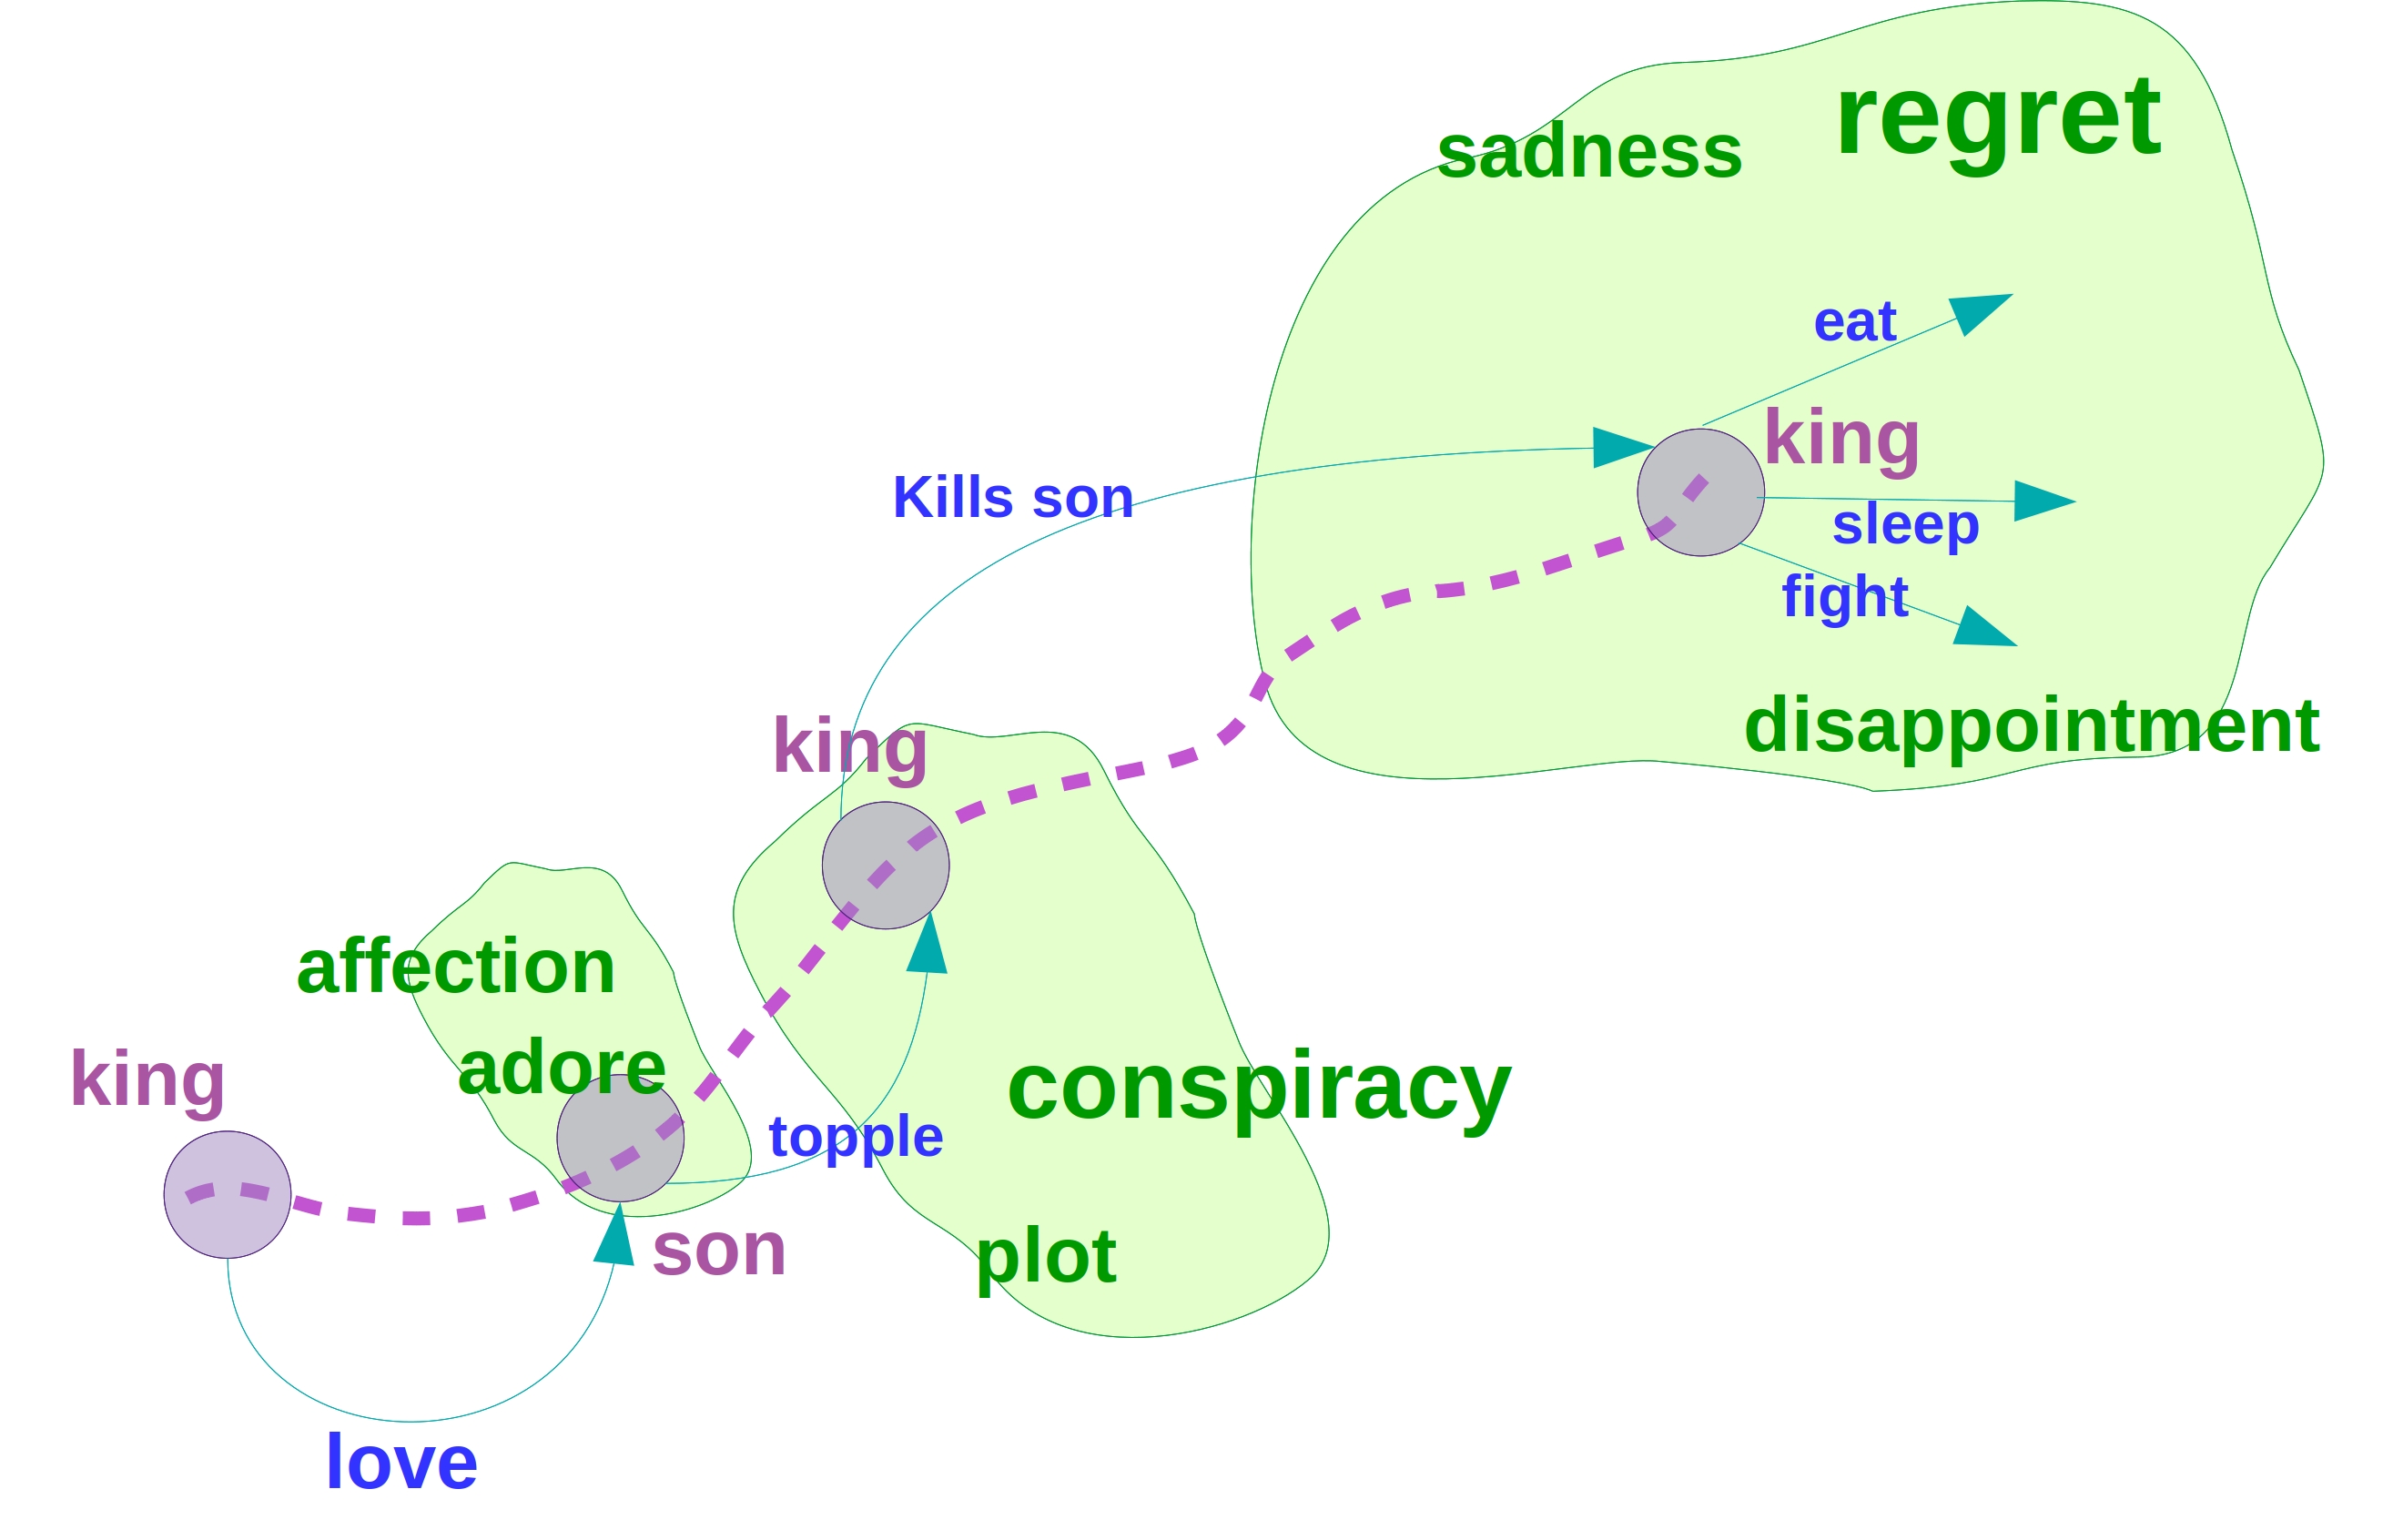 regret
sadness
eat
king
Kills son
sleep
fight
disappointment
king
affection
adore
king
conspiracy
topple
son
plot
love